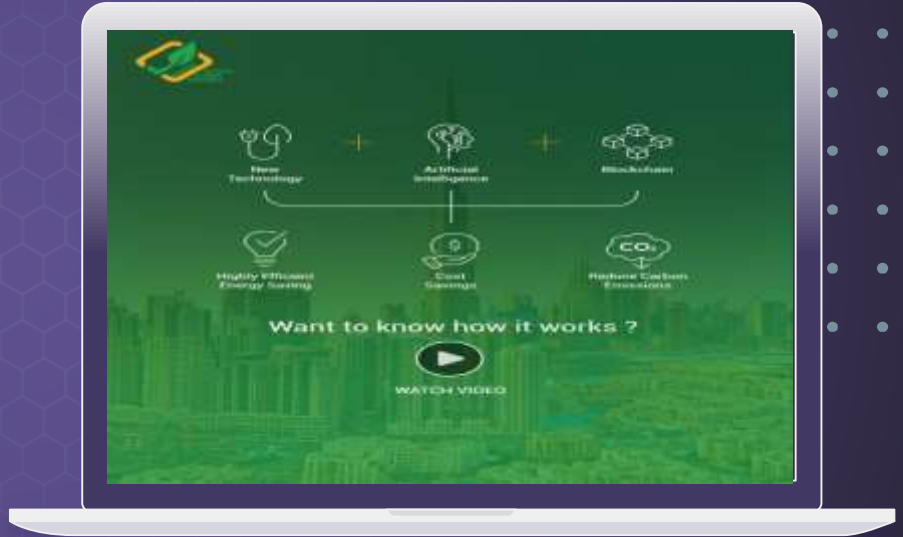 New
Technology
+
Artificial
Intelligence
+
Blockchain
Highly Efficient
Energy Saving
$
Cost
Savings
CO₂
Reduce Carbon
Emissions
Want to know how it works ?
WATCH VIDEO